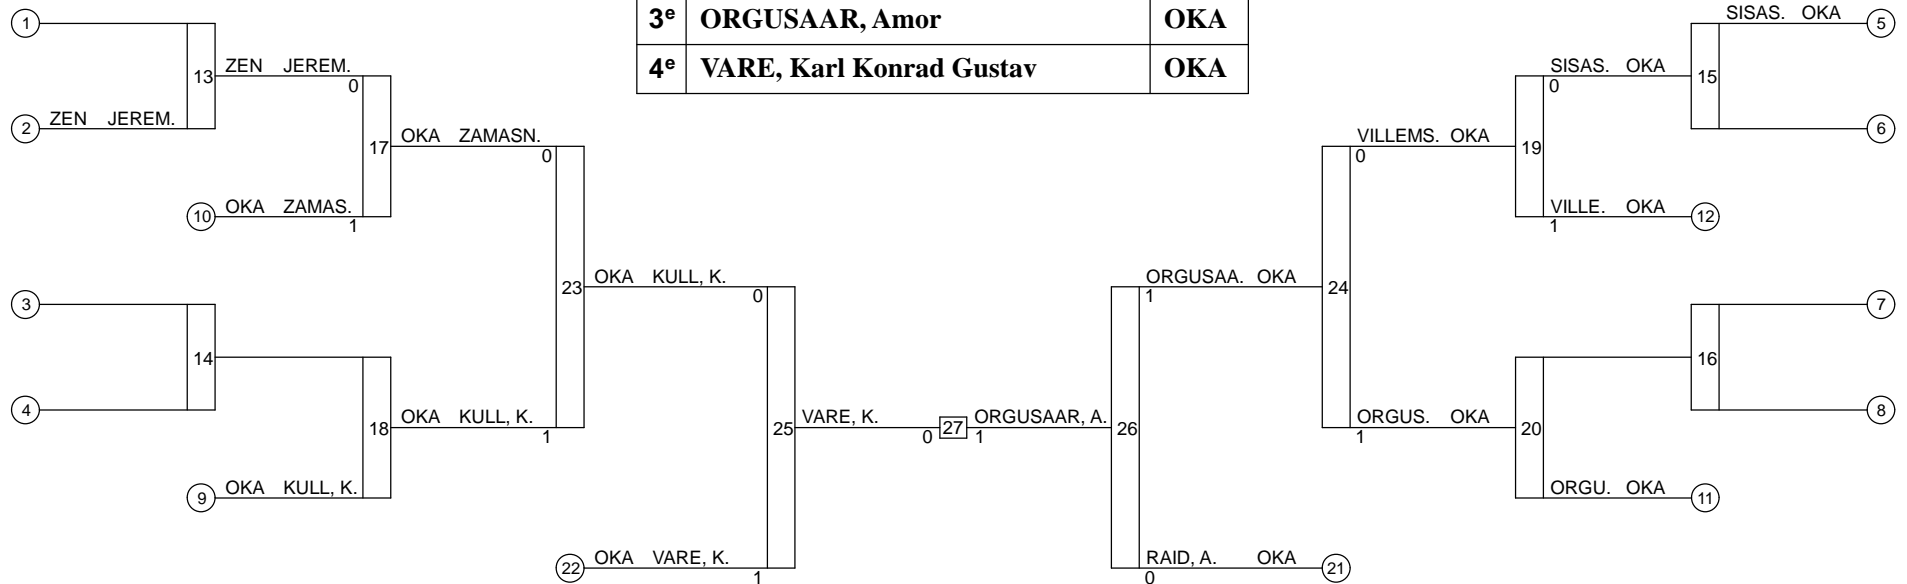 3e ORGUSAAR, Amor OKA
4e VARE, Karl Konrad Gustav OKA
1
SISAS. OKA 5
13 ZEN JEREM.
0
SISAS. OKA 15
0
2 ZEN JEREM.
6
17 OKA ZAMASN.
0
VILLEMS. OKA 19
0
10 OKA ZAMAS.
1
VILLE. OKA 12
1
23 OKA KULL, K.
0
ORGUSAA. OKA 24
1
3
7
14
16
4
8
18 OKA KULL, K.
1
25 VARE, K.
0 27 1
ORGUSAAR, A. 26
ORGUS. OKA 20
1
9 OKA KULL, K.
ORGU. OKA 11
22 OKA VARE, K.
1
RAID, A. OKA 21
0